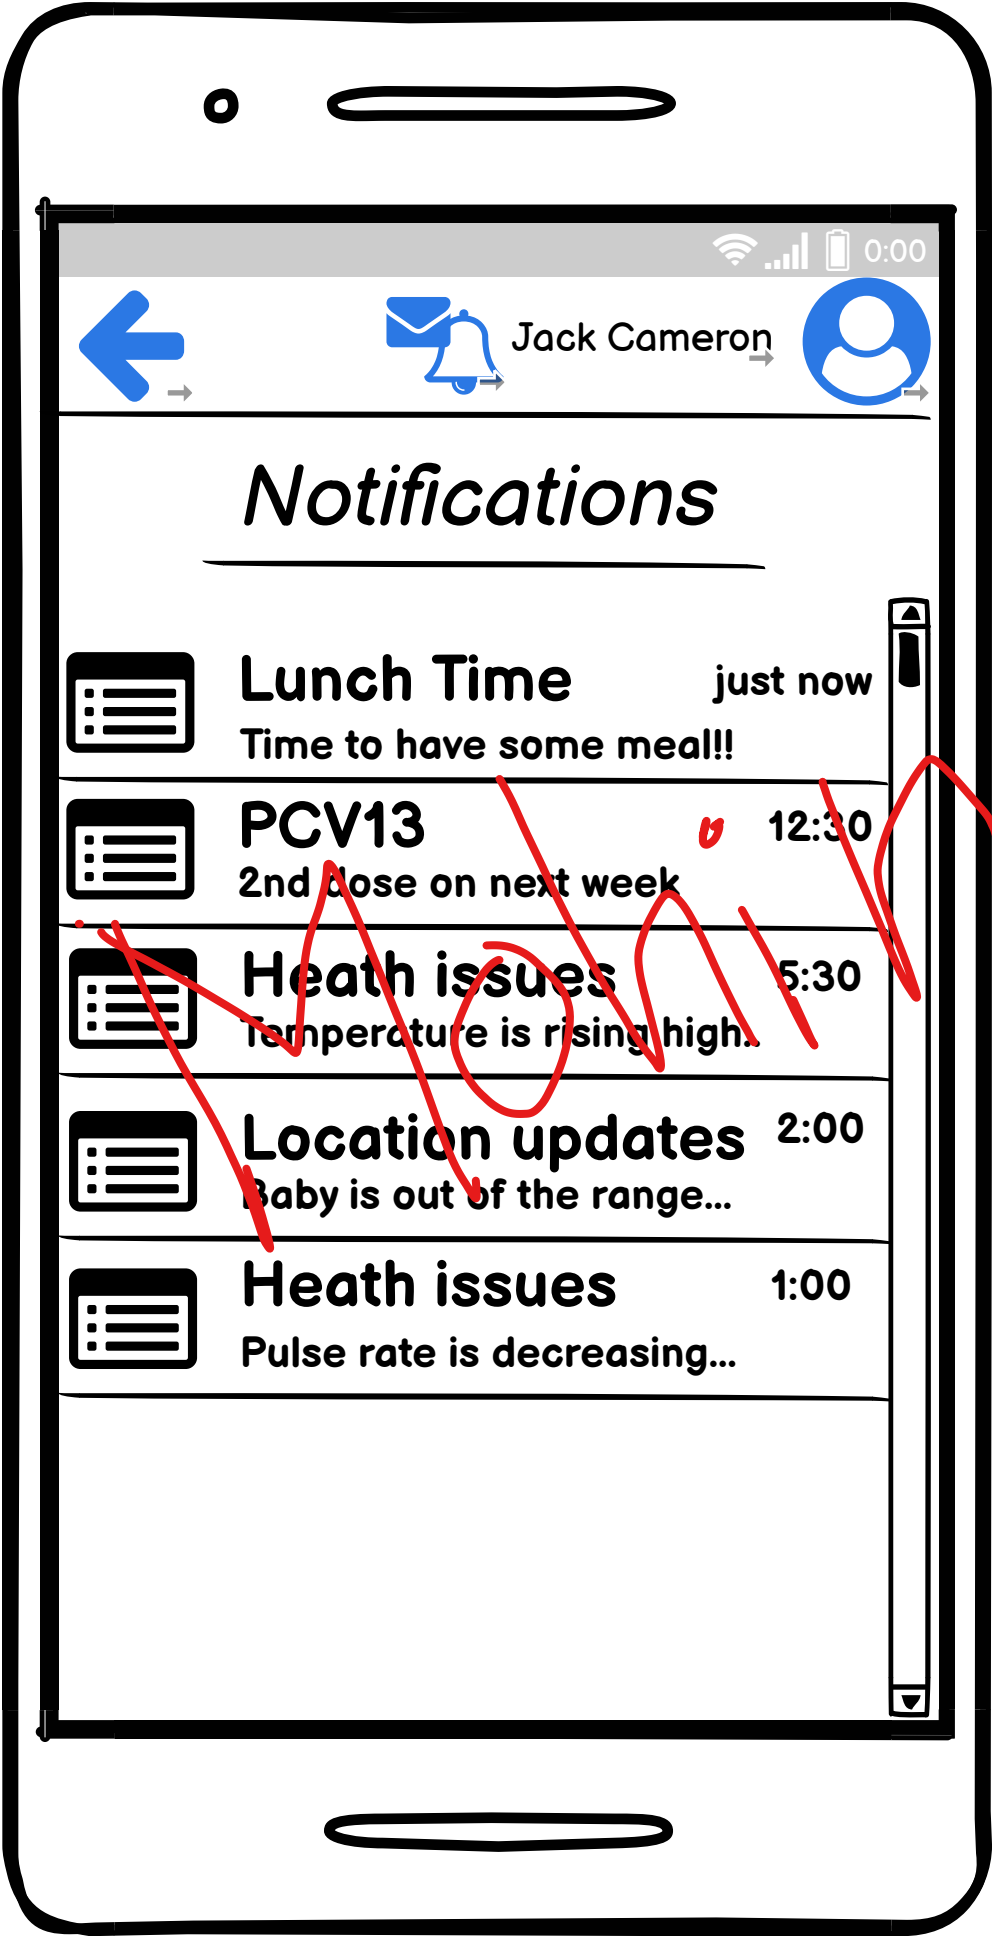 0:00
Jack Cameron
Notifications
Lunch Time just now
Time to have some meal!!
PCV13 12:30
2nd dose on next week
Heath issues 5:30
Temperature is rising high..
Location updates 2:00
Baby is out of the range...
Heath issues 1:00
Pulse rate is decreasing...
Monin